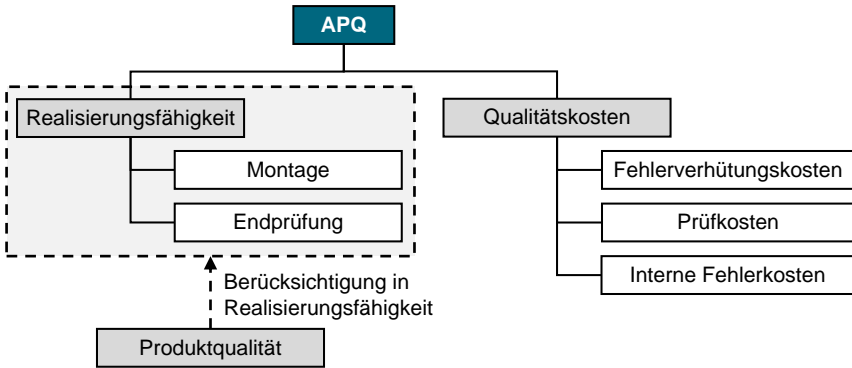 APQ
Realisierungsfähigkeit
Qualitätskosten
Montage
Fehlerverhütungskosten
Endprüfung
Prüfkosten
Interne Fehlerkosten
Berücksichtigung in
Realisierungsfähigkeit
Produktqualität